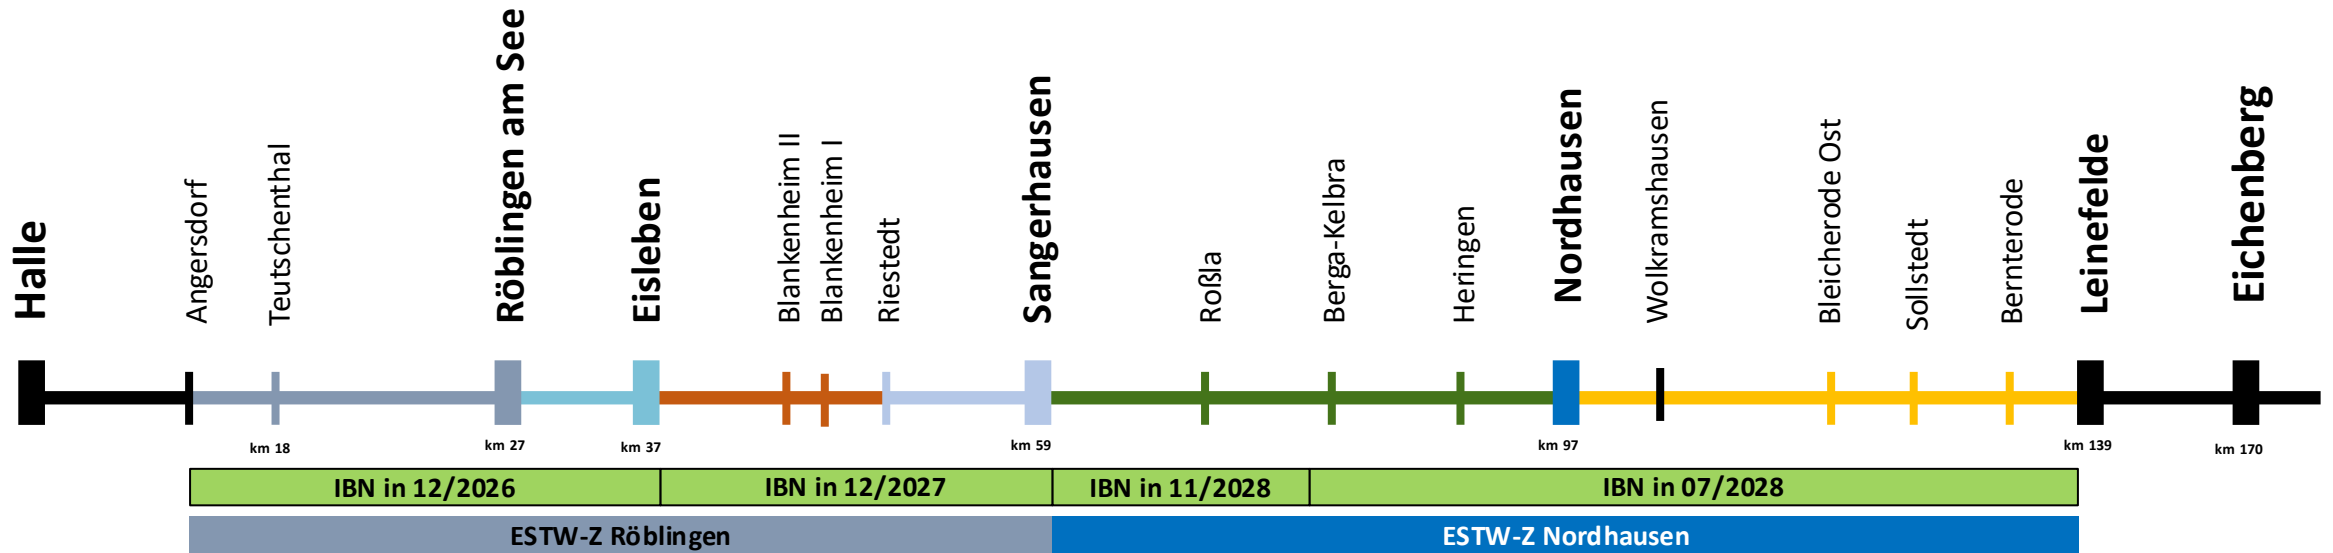 Halle
Angersdorf
Teutschenthal
Röblingen am See
Eisleben
Blankenheim II
Blankenheim I
Riestedt
Sangerhausen
Roßla
Berga-Kelbra
Heringen
Nordhausen
Wolkramshausen
Bleicherode Ost
Sollstedt
Bernterode
Leinefelde
Eichenberg
km 18
km 27
km 37
km 59
km 97
km 139
km 170
IBN in 12/2026
IBN in 12/2027
IBN in 11/2028
IBN in 07/2028
ESTW-Z Röblingen
ESTW-Z Nordhausen